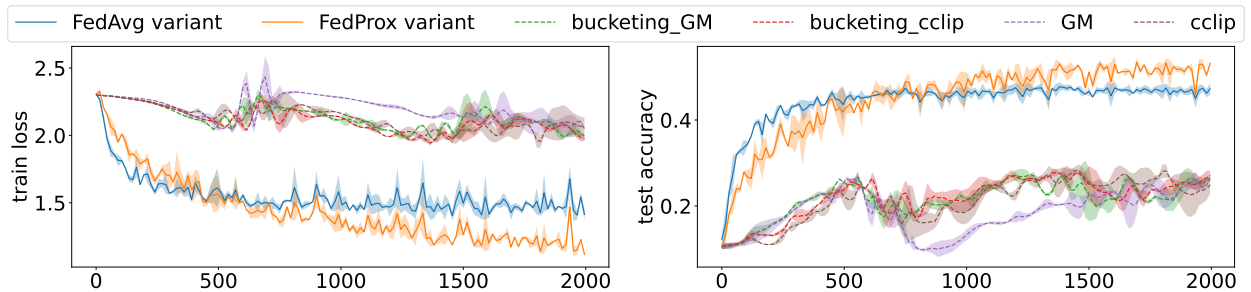 FedAvg variant FedProx variant bucketing_GM bucketing_cclip GM cclip
train loss
2.5
2.0
1.5
0 500 1000 1500 2000
test accuracy
0.4
0.2
0 500 1000 1500 2000